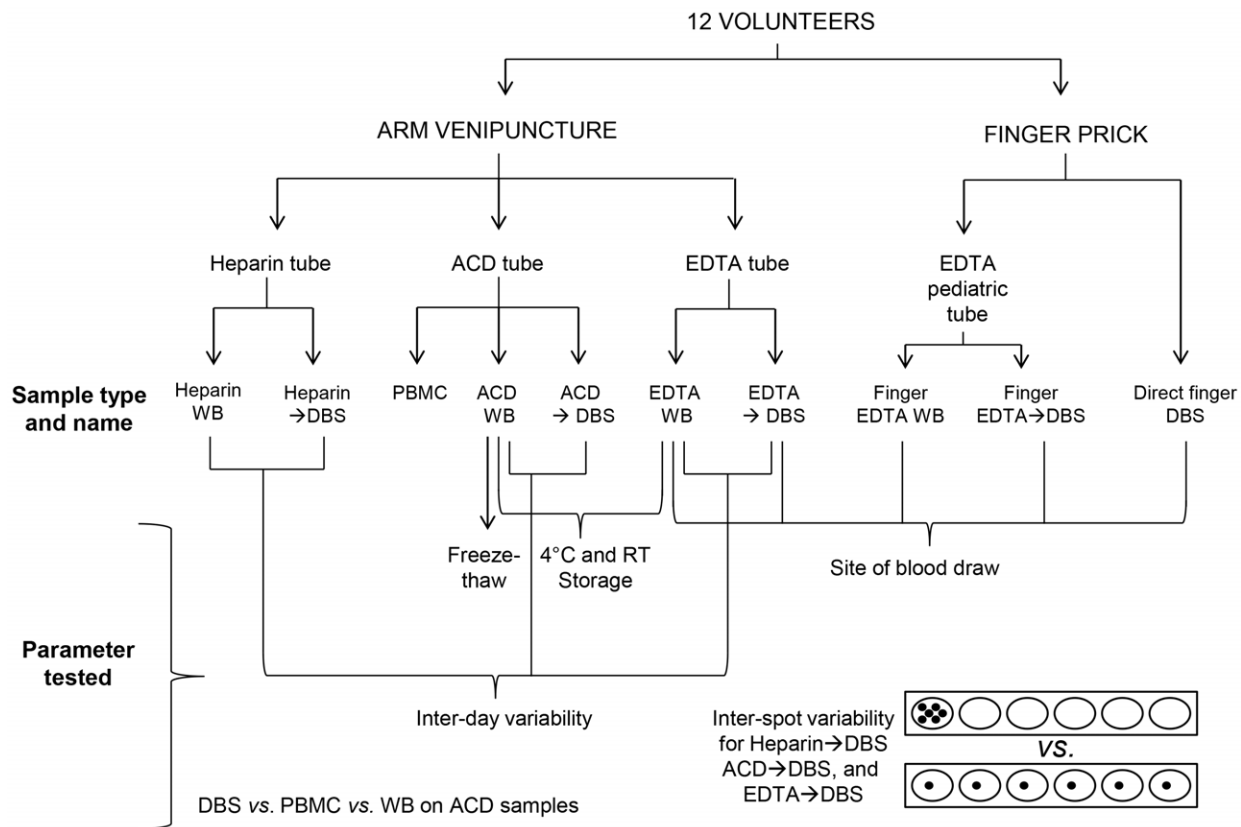 12 VOLUNTEERS
ARM VENIPUNCTURE
FINGER PRICK
Heparin tube
ACD tube
EDTA tube
EDTA
pediatric
tube
Sample type
and name
Heparin
WB
Heparin
→DBS
PBMC
ACD
WB
ACD
→ DBS
EDTA
WB
EDTA
→ DBS
Finger
EDTA WB
Finger
EDTA→DBS
Direct finger
DBS
Freeze-
thaw
4°C and RT
Storage
Site of blood draw
Parameter
tested
Inter-day variability
Inter-spot variability
for Heparin→DBS
ACD→DBS, and
EDTA→DBS
vs.
DBS vs. PBMC vs. WB on ACD samples